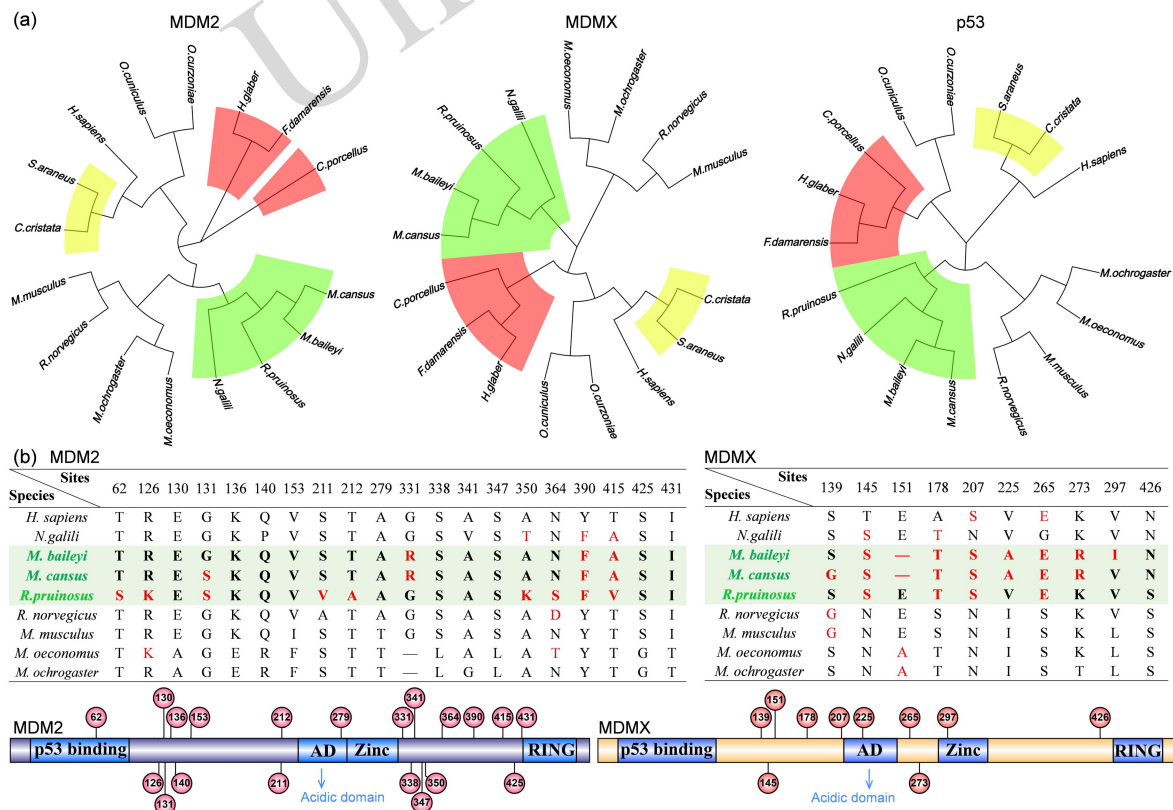 (a)
MDM2
MDMX
p53
Un
O.cuniculus
O.curzoniae
H.glaber
F.damarensis
C.porcellus
H.sapiens
S.araneus
C.cristata
M.musculus
R.norvegicus
M.ochrogaster
M.oeconomus
N.galili
R.pruinosus
M.baileyi
M.cansus
M.oeconomus
M.ochrogaster
R.norvegicus
M.musculus
N.galili
R.pruinosus
M.baileyi
M.cansus
C.porcellus
F.damarensis
H.glaber
O.cuniculus
O.curzoniae
H.sapiens
S.araneus
C.cristata
O.curzoniae
O.cuniculus
S.araneus
C.cristata
H.sapiens
C.porcellus
H.glaber
F.damarensis
R.pruinosus
N.galili
M.baileyi
M.cansus
R.norvegicus
M.musculus
M.oeconomus
M.ochrogaster
(b) MDM2
Sites
Species 62 126 130 131 136 140 153 211 212 279 331 338 341 347 350 364 390 415 425 431
H. sapiens T R E G K Q V S T A G S A S A N Y T S I
N.galili T R E G K P V S T A G S V S T N F A S I
M. baileyi T R E G K Q V S T A R S A S A N F A S I
M. cansus T R E S K Q V S T A R S A S A N F A S I
R.pruinosus S K E S K Q V V A A G S A S K S F V S I
R. norvegicus T R E G K Q V A T A G S A S A D Y T S I
M. musculus T R E G K Q I S T T G S A S A N Y T S I
M. oeconomus T K A G E R F S T T — L A L A T Y T G T
M. ochrogaster T R A G E R F S T T — L G L A N Y T G T
MDMX
Sites
Species 139 145 151 178 207 225 265 273 297 426
H. sapiens S T E A S V E K V N
N.galili S S E T N V G K V N
M. baileyi S S — T S A E R I N
M. cansus G S — T S A E R V N
R.pruinosus S S E T S V E K V S
R. norvegicus G N E S N I S K V S
M. musculus G N E S N I S K L S
M. oeconomus S N A T N I S K L S
M. ochrogaster S N A T N I S T L S
MDM2
130 341
62 136 153 212 279 331 364 390 415 431
p53 binding AD Zinc RING
126 140 211 338 350 425
131 347
Acidic domain
MDMX
151
139 178 207 225 265 297 426
p53 binding AD Zinc RING
145 273
Acidic domain